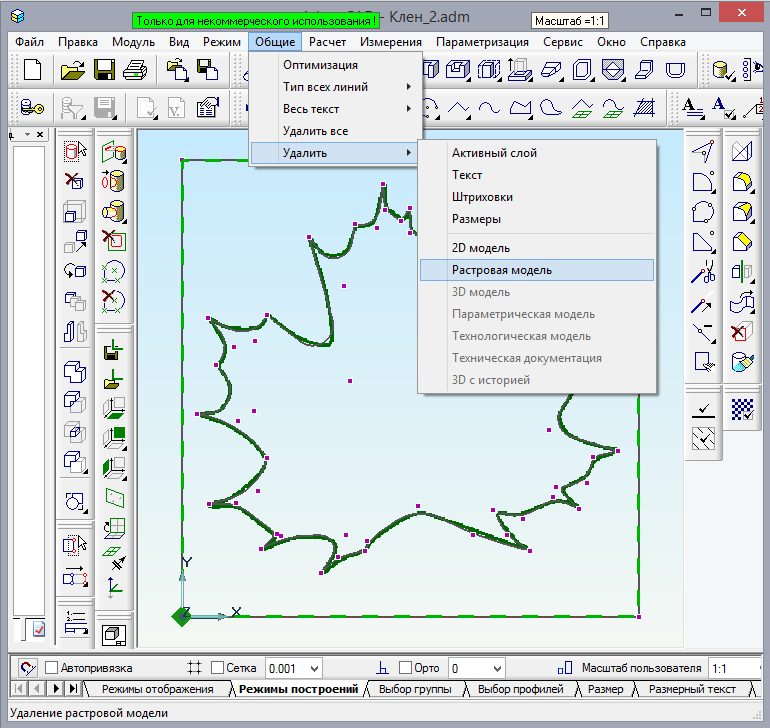 Только для некоммерческого использования !
- Клен_2.adm
Масштаб =1:1
Файл Правка Модуль Вид Режим Общие Расчет Измерения Параметризация Сервис Окно Справка
Оптимизация
Тип всех линий
Весь текст
Удалить все
Удалить
Активный слой
Текст
Штриховки
Размеры
2D модель
Растровая модель
3D модель
Параметрическая модель
Технологическая модель
Техническая документация
3D с историей
Y
Z X
Автопривязка Сетка 0.001 Орто 0 Масштаб пользователя 1:1
Режимы отображения Режимы построений Выбор группы Выбор профилей Размер Размерный текст
Удаление растровой модели